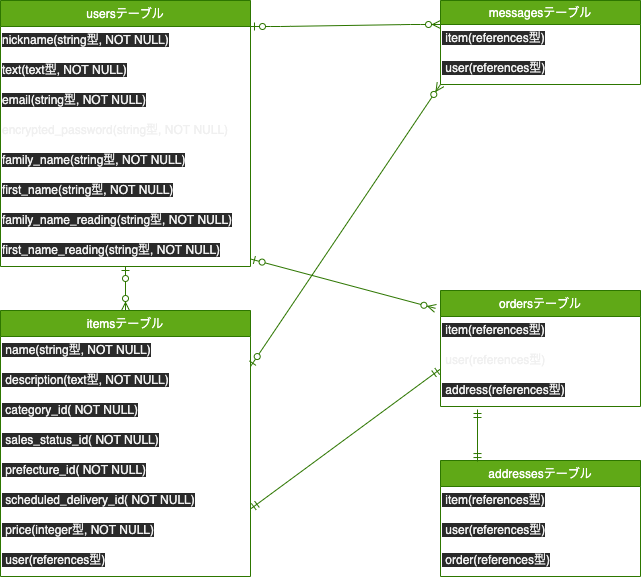 usersテーブル
nickname(string型, NOT NULL)
text(text型, NOT NULL)
email(string型, NOT NULL)
encrypted_password(string型, NOT NULL)
family_name(string型, NOT NULL)
first_name(string型, NOT NULL)
family_name_reading(string型, NOT NULL)
first_name_reading(string型, NOT NULL)
messagesテーブル
item(references型)
user(references型)
itemsテーブル
name(string型, NOT NULL)
description(text型, NOT NULL)
category_id( NOT NULL)
sales_status_id( NOT NULL)
prefecture_id( NOT NULL)
scheduled_delivery_id( NOT NULL)
price(integer型, NOT NULL)
user(references型)
ordersテーブル
item(references型)
user(references型)
address(references型)
addressesテーブル
item(references型)
user(references型)
order(references型)